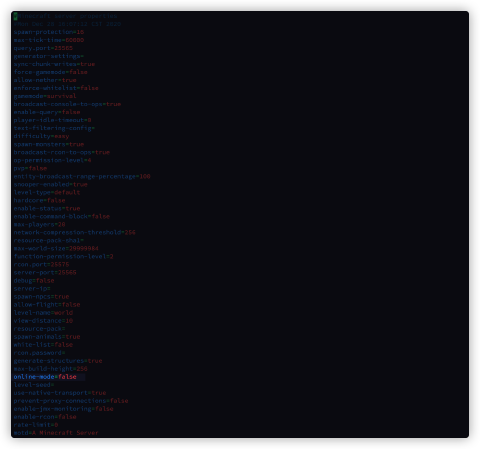 #Minecraft server properties
spawn-protection=16
max-tick-time=60000
query.port=25565
generator-settings=
sync-chunk-writes=true
force-gamemode=false
allow-nether=true
enforce-whitelist=false
gamemode=survival
broadcast-console-to-ops=true
enable-query=false
player-idle-timeout=0
text-filtering-config=
difficulty=easy
spawn-monsters=true
broadcast-rcon-to-ops=true
op-permission-level=4
pvp=false
entity-broadcast-range-percentage=100
snooper-enabled=true
level-type=default
hardcore=false
enable-status=true
enable-command-block=false
max-players=20
network-compression-threshold=256
resource-pack-sha1=
max-world-size=29999984
function-permission-level=2
rcon.port=25575
server-port=25565
debug=false
server-ip=
spawn-npcs=true
allow-flight=false
level-name=world
view-distance=10
resource-pack=
spawn-animals=true
white-list=false
rcon.password=
generate-structures=true
max-build-height=256
online-mode=false
level-seed=
use-native-transport=true
prevent-proxy-connections=false
enable-jmx-monitoring=false
enable-rcon=false
rate-limit=0
motd=A Minecraft Server